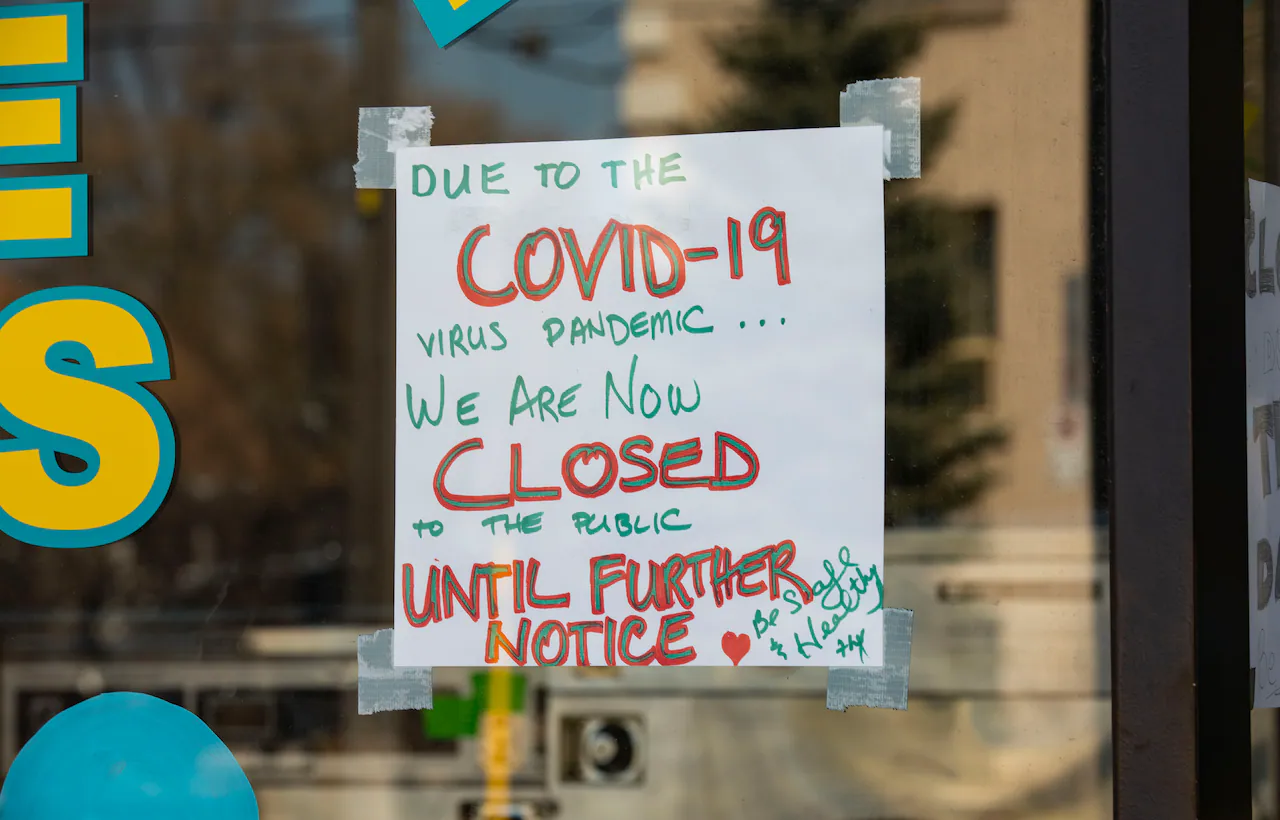 DUE TO THE
COVID-19
VIRUS PANDEMIC...
WE ARE NOW
CLOSED
TO THE PUBLIC
UNTIL FURTHER
NOTICE
Be Safe
& Healthy
thx
S